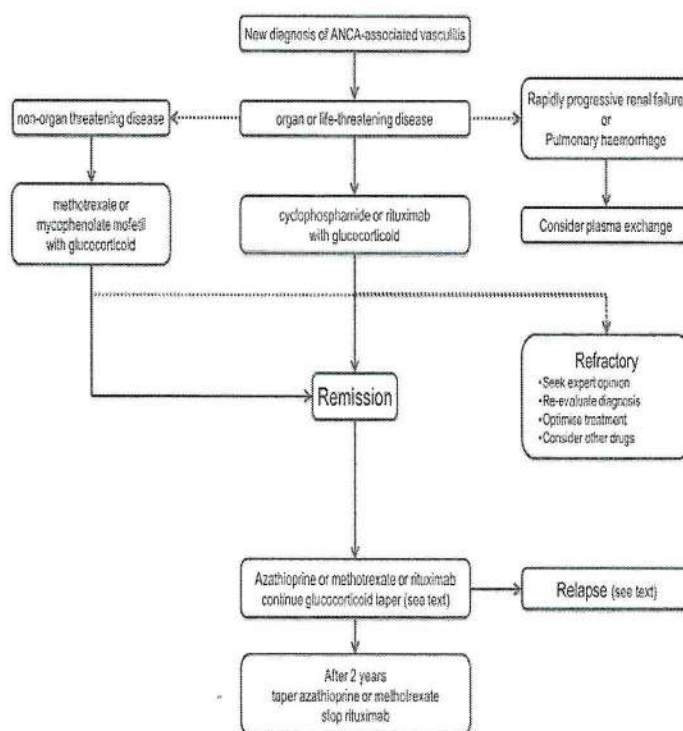 New diagnosis of ANCA-associated vasculitis
non-organ threatening disease
organ or life-threatening disease
Rapidly progressive renal failure
or
Pulmonary haemorrhage
methotrexate or
mycophenolate mofetil
with glucocorticoid
cyclophosphamide or rituximab
with glucocorticoid
Consider plasma exchange
Refractory
•Seek expert opinion
•Re-evaluate diagnosis
•Optimise treatment
•Consider other drugs
Remission
Azathioprine or methotrexate or rituximab
continue glucocorticoid taper (see text)
Relapse (see text)
After 2 years
taper azathioprine or methotrexate
stop rituximab